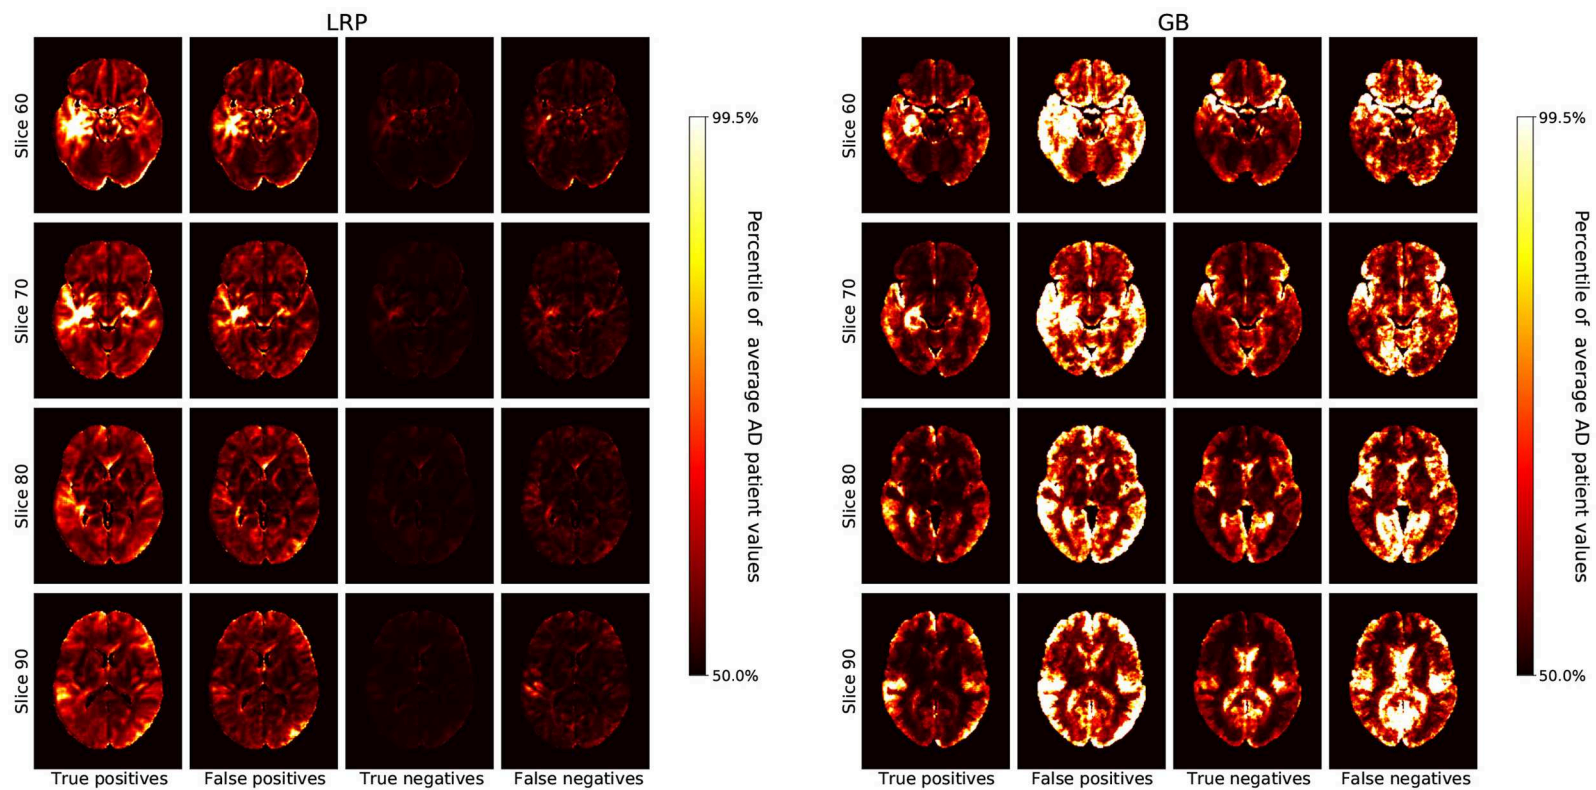 LRP
Slice 60
Slice 70
Slice 80
Slice 90
True positives
False positives
True negatives
False negatives
99.5%
50.0%
Percentile of average AD patient values
GB
Slice 60
Slice 70
Slice 80
Slice 90
True positives
False positives
True negatives
False negatives
99.5%
50.0%
Percentile of average AD patient values